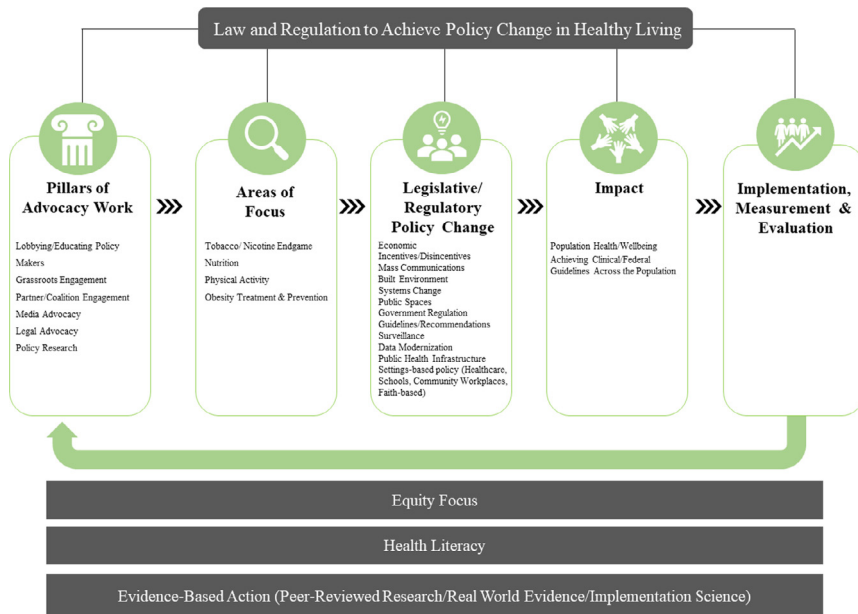 Law and Regulation to Achieve Policy Change in Healthy Living
Pillars of
Advocacy Work
Lobbying/Educating Policy
Makers
Grassroots Engagement
Partner/Coalition Engagement
Media Advocacy
Legal Advocacy
Policy Research
Areas of
Focus
Tobacco/ Nicotine Endgame
Nutrition
Physical Activity
Obesity Treatment & Prevention
Legislative/
Regulatory
Policy Change
Economic
Incentives/Disincentives
Mass Communications
Built Environment
Systems Change
Public Spaces
Government Regulation
Guidelines/Recommendations
Surveillance
Data Modernization
Public Health Infrastructure
Settings-based policy (Healthcare,
Schools, Community Workplaces,
Faith-based)
Impact
Population Health/Wellbeing
Achieving Clinical/Federal
Guidelines Across the Population
Implementation,
Measurement &
Evaluation
Equity Focus
Health Literacy
Evidence-Based Action (Peer-Reviewed Research/Real World Evidence/Implementation Science)